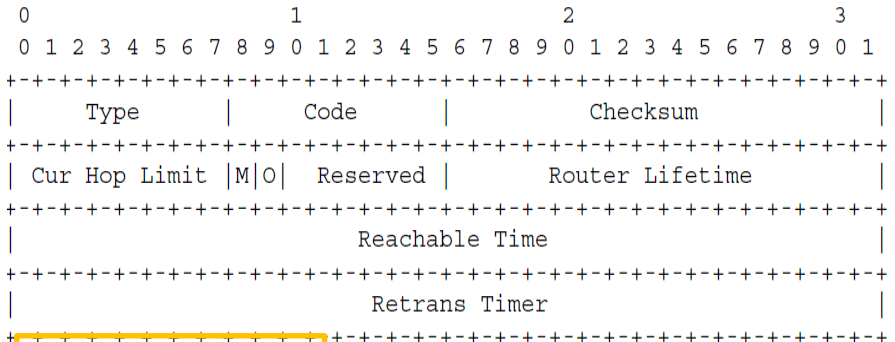 0                   1                   2                   3
0 1 2 3 4 5 6 7 8 9 0 1 2 3 4 5 6 7 8 9 0 1 2 3 4 5 6 7 8 9 0 1
+-+-+-+-+-+-+-+-+-+-+-+-+-+-+-+-+-+-+-+-+-+-+-+-+-+-+-+-+-+-+-+-+
|     Type      |     Code      |          Checksum             |
+-+-+-+-+-+-+-+-+-+-+-+-+-+-+-+-+-+-+-+-+-+-+-+-+-+-+-+-+-+-+-+-+
| Cur Hop Limit |M|O|  Reserved |       Router Lifetime         |
+-+-+-+-+-+-+-+-+-+-+-+-+-+-+-+-+-+-+-+-+-+-+-+-+-+-+-+-+-+-+-+-+
|                         Reachable Time                        |
+-+-+-+-+-+-+-+-+-+-+-+-+-+-+-+-+-+-+-+-+-+-+-+-+-+-+-+-+-+-+-+-+
|                          Retrans Timer                        |
+-+-+-+-+-+-+-+-+-+-+-+-+-+-+-+-+-+-+-+-+-+-+-+-+-+-+-+-+-+-+-+-+